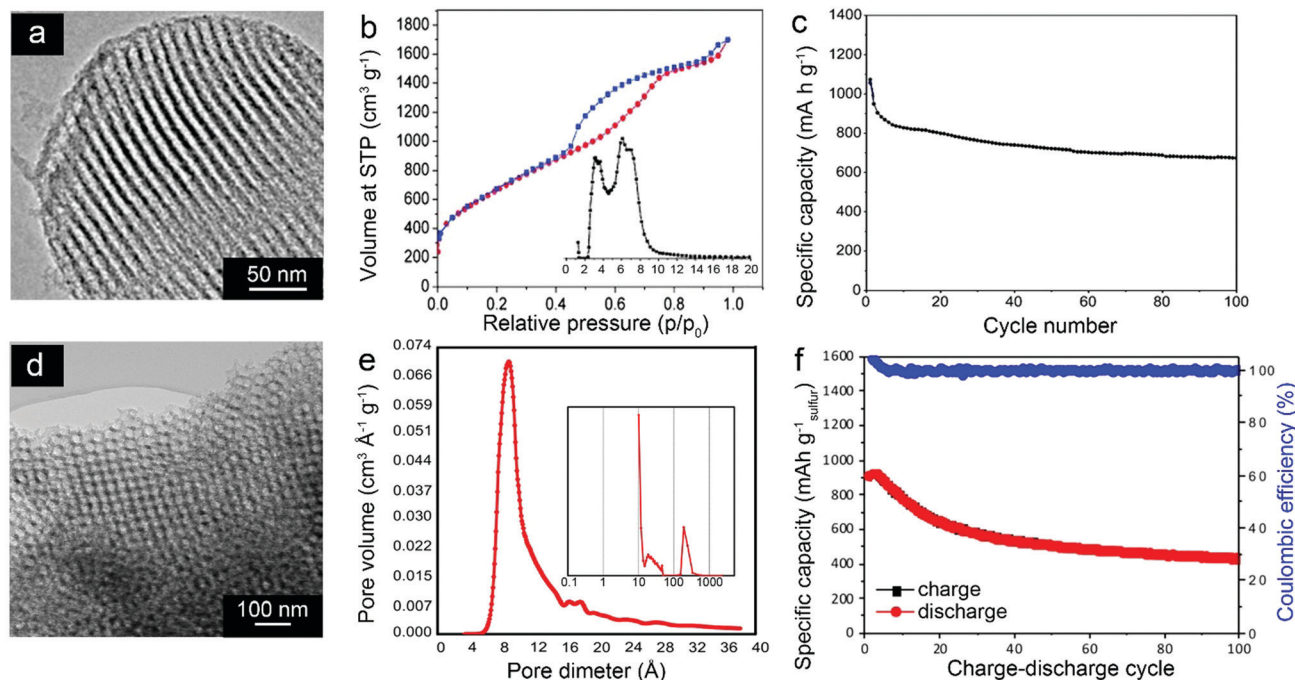 a
50 nm
b
Volume at STP (cm³ g⁻¹)
1800
1600
1400
1200
1000
800
600
400
200
0
0 2 4 6 8 10 12 14 16 18 20
0.0 0.2 0.4 0.6 0.8 1.0
Relative pressure (p/p₀)
c
Specific capacity (mA h g⁻¹)
1400
1200
1000
800
600
400
200
0
0 20 40 60 80 100
Cycle number
d
100 nm
e
Pore volume (cm³ Å⁻¹ g⁻¹)
0.074
0.066
0.059
0.051
0.044
0.037
0.029
0.022
0.015
0.007
0.000
0.1 1 10 100 1000
0 4 8 12 16 20 24 28 32 36 40
Pore dimeter (Å)
f
Specific capacity (mAh g⁻¹ sulfur)
1600
1400
1200
1000
800
600
400
200
0
charge
discharge
0 20 40 60 80 100
Charge-discharge cycle
100
80
60
40
20
0
Coulombic efficiency (%)